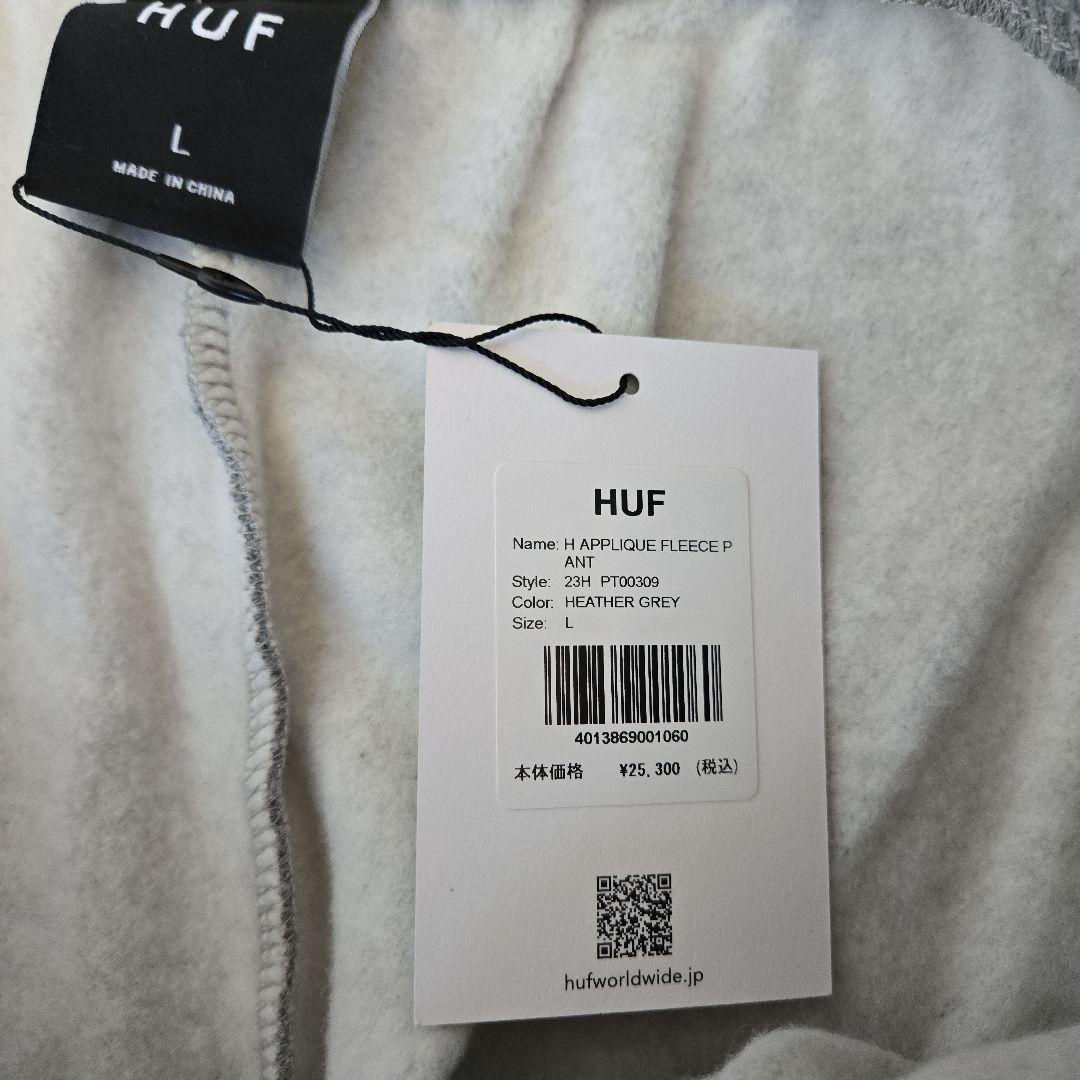 HUF
L
MADE IN CHINA
HUF
Name: H APPLIQUE FLEECE P
ANT
Style: 23H PT00309
Color: HEATHER GREY
Size: L
4013869001060
本体価格 ¥25,300 (税込)
hufworldwide.jp